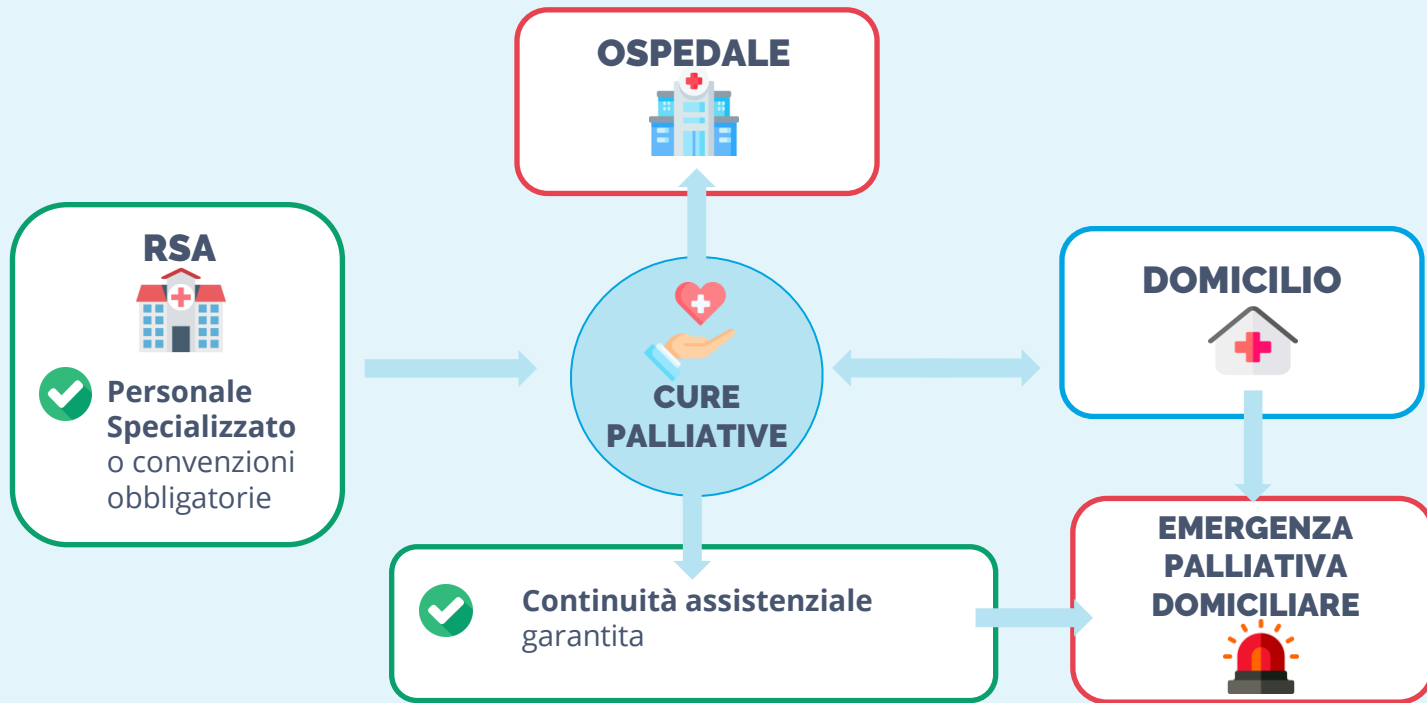 OSPEDALE
RSA
Personale
Specializzato
o convenzioni
obbligatorie
CURE
PALLIATIVE
DOMICILIO
EMERGENZA
PALLIATIVA
DOMICILIARE
Continuità assistenziale
garantita